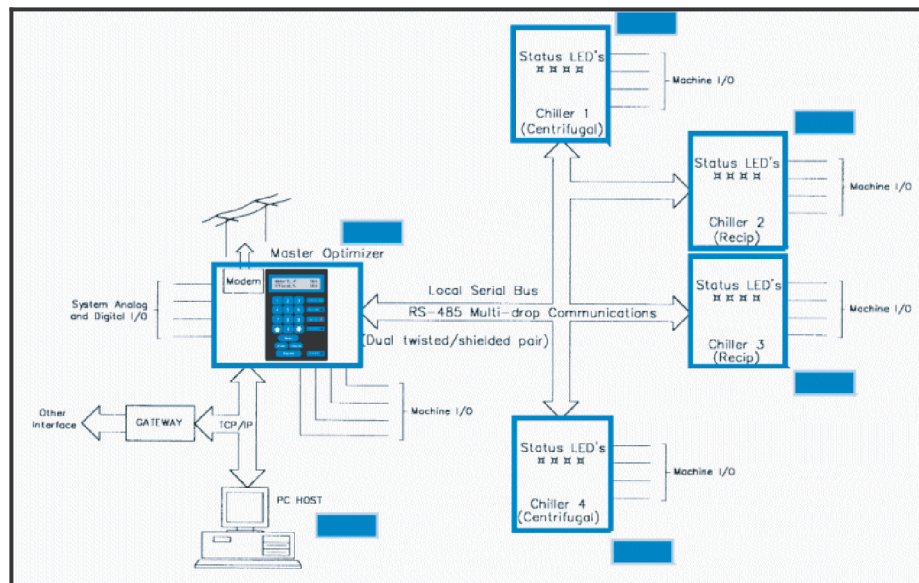 Status LED's
Chiller 1
(Centrifugal)
Machine I/O
Status LED's
Chiller 2
(Recip)
Machine I/O
Master Optimizer
Modem
System Analog
and Digital I/O
Local Serial Bus
RS-485 Multi-drop Communications
(Dual twisted/shielded pair)
Status LED's
Chiller 3
(Recip)
Machine I/O
Machine I/O
Other
Interface
GATEWAY
TCP/IP
PC HOST
Status LED's
Chiller 4
(Centrifugal)
Machine I/O